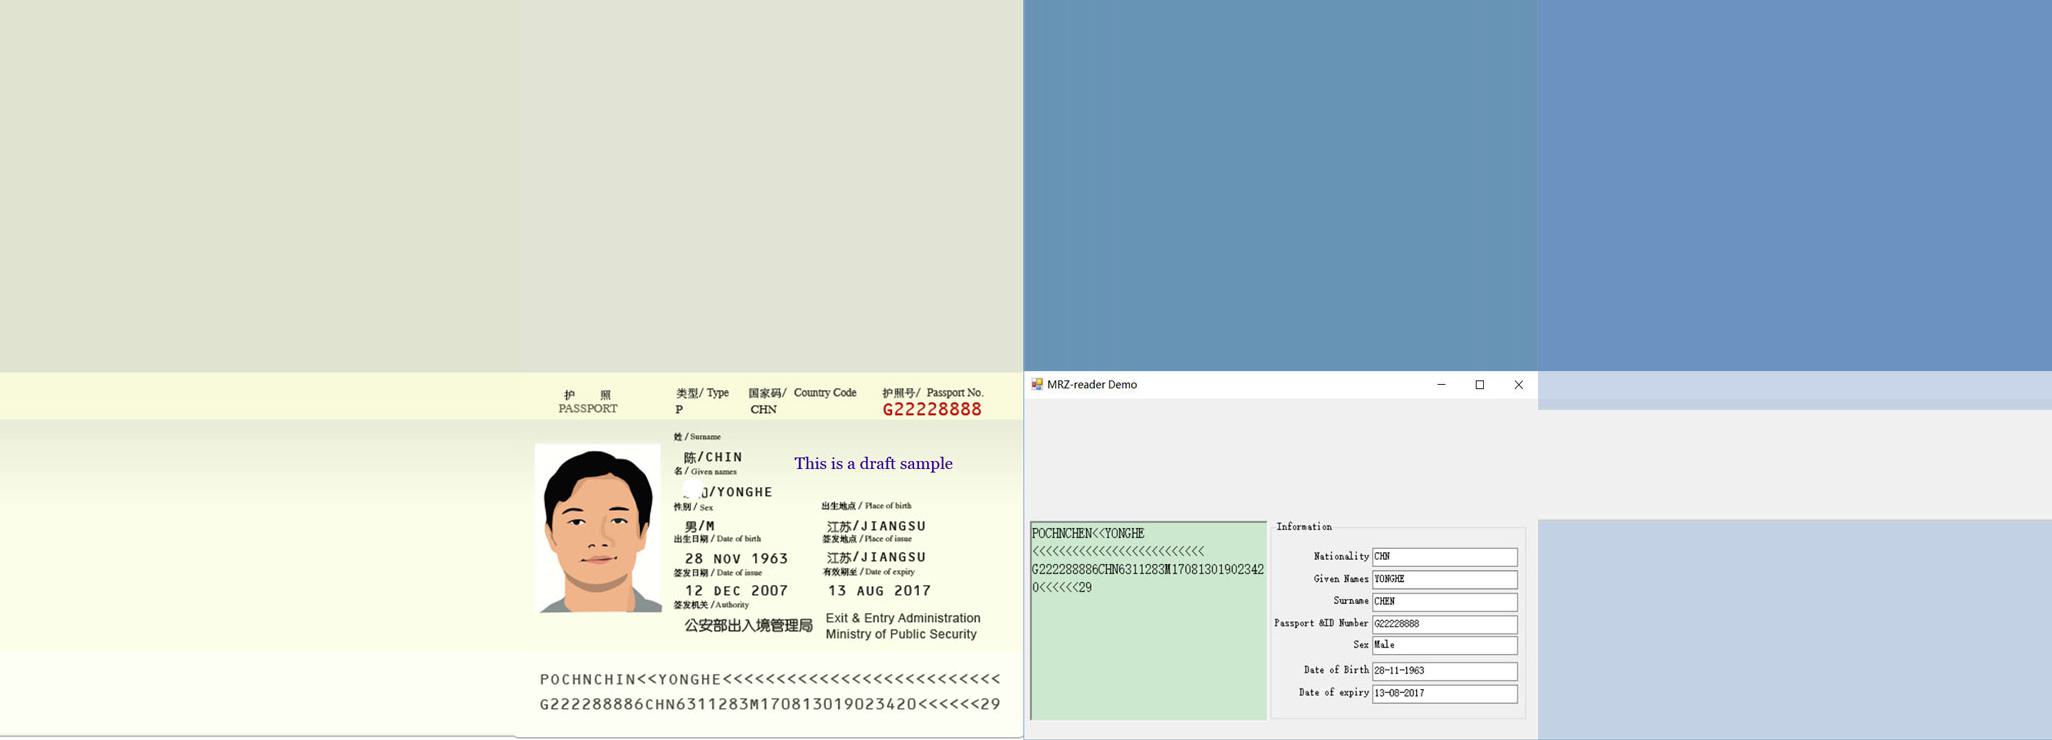 护 照
PASSPORT
类型/ Type
国家码/ Country Code
护照号/ Passport No.
P
CHN
G22228888
姓 / Surname
陈/CHIN
This is a draft sample
名 / Given names
/YONGHE
性别 / Sex
出生地点 / Place of birth
男/M
江苏/JIANGSU
出生日期 / Date of birth
签发地点 / Place of issue
28 NOV 1963
江苏/JIANGSU
签发日期 / Date of issue
有效期至 / Date of expiry
12 DEC 2007
13 AUG 2017
签发机关 /Authority
公安部出入境管理局
Exit & Entry Administration
Ministry of Public Security
POCHNCHIN<<YONGHE<<<<<<<<<<<<<<<<<<<<<<<<<<<
G222288886CHN6311283M17081301902342O<<<<<<29
MRZ-reader Demo
POCHNCHEN<<YONGHE
<<<<<<<<<<<<<<<<<<<<<<<<<<<
G222288886CHN6311283M1708130190 2342
0<<<<<<29
Information
Nationality CHN
Given Names YONGHE
Surname CHEN
Passport &ID Number G22228888
Sex Male
Date of Birth 28-11-1963
Date of expiry 13-08-2017